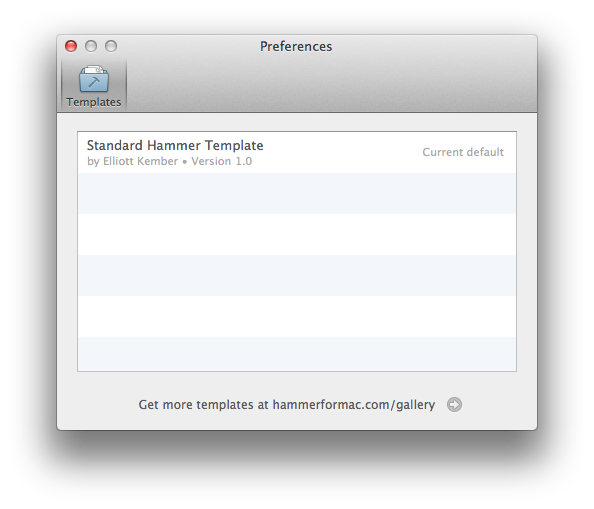 Preferences
Templates
Standard Hammer Template
by Elliott Kember • Version 1.0
Current default
Get more templates at hammerformac.com/gallery